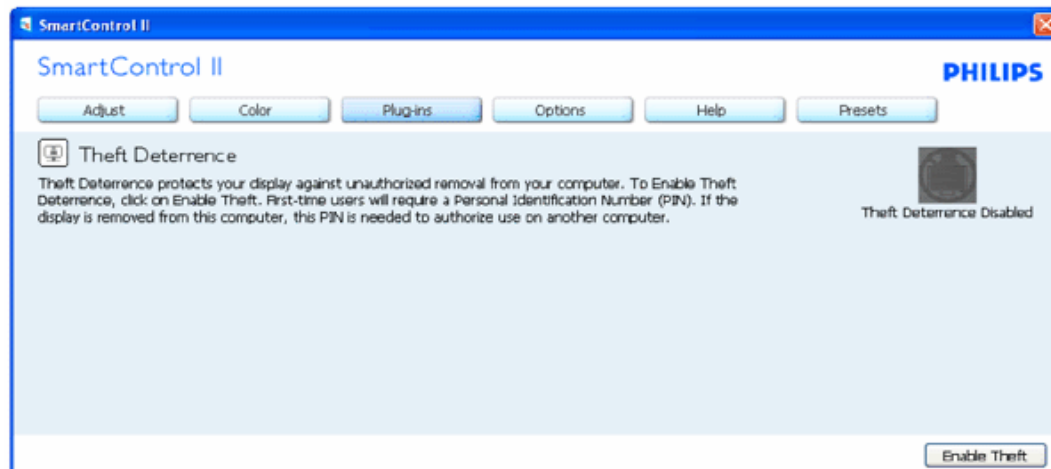 SmartControl II
SmartControl II
PHILIPS
Adjust Color Plug-ins Options Help Presets
Theft Deterrence
Theft Deterrence protects your display against unauthorized removal from your computer. To Enable Theft
Deterrence, click on Enable Theft. First-time users will require a Personal Identification Number (PIN). If the
display is removed from this computer, this PIN is needed to authorize use on another computer.
Theft Deterrence Disabled
Enable Theft